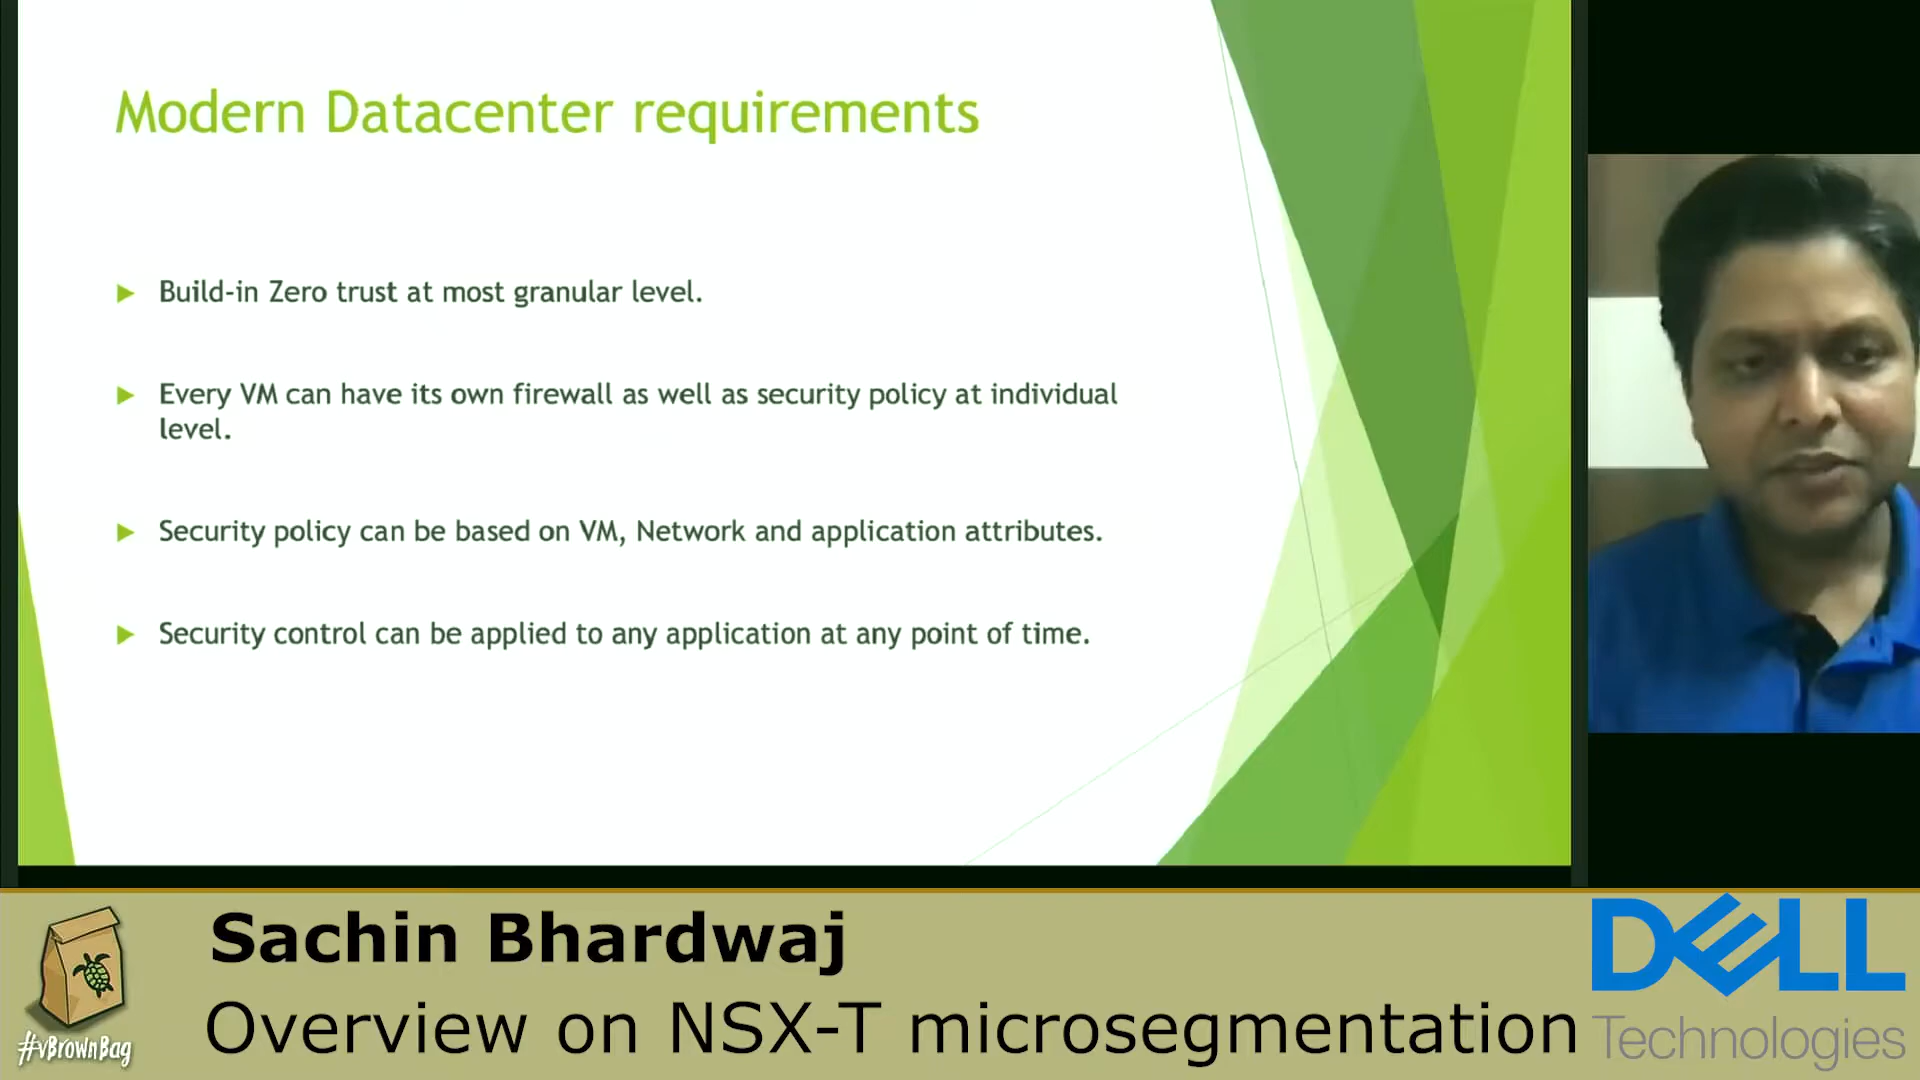 Modern Datacenter requirements
Build-in Zero trust at most granular level.
Every VM can have its own firewall as well as security policy at individual
level.
Security policy can be based on VM, Network and application attributes.
Security control can be applied to any application at any point of time.
Sachin Bhardwaj
Overview on NSX-T microsegmentation
#vBrownBag
DELL
Technologies